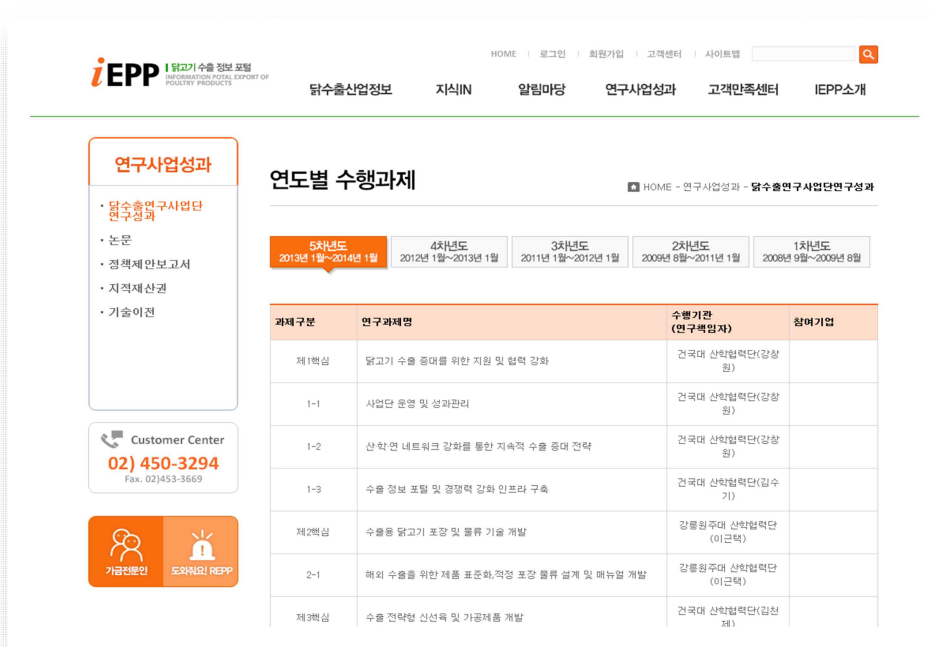 HOME 로그인 회원가입 고객센터 사이트맵
iEPP 닭고기 수출 정보 포털
INFORMATION POTAL EXPORT OF
POULTRY PRODUCTS
닭수출산업정보 지식IN 알림마당 연구사업성과 고객만족센터 IEPP소개
연구사업성과
· 닭수출연구사업단
연구성과
· 논문
· 정책제안보고서
· 지적재산권
· 기술이전
Customer Center
02) 450-3294
Fax. 02)453-3669
가금전문인 도와줘요! REPP
연도별 수행과제
HOME - 연구사업성과 - 닭수출연구사업단연구성과
5차년도 4차년도 3차년도 2차년도 1차년도
2013년 1월~2014년 1월 2012년 1월~2013년 1월 2011년 1월~2012년 1월 2009년 8월~2011년 1월 2008년 9월~2009년 8월
과제구분 연구과제명 수행기관
(연구책임자) 참여기업
제1핵심 닭고기 수출 증대를 위한 지원 및 협력 강화 건국대 산학협력단(강창
원)
1-1 사업단 운영 및 성과관리 건국대 산학협력단(강창
원)
1-2 산·학·연 네트워크 강화를 통한 지속적 수출 증대 전략 건국대 산학협력단(강창
원)
1-3 수출 정보 포털 및 경쟁력 강화 인프라 구축 건국대 산학협력단(김수
기)
제2핵심 수출용 닭고기 포장 및 물류 기술 개발 강릉원주대 산학협력단
(이근택)
2-1 해외 수출을 위한 제품 표준화,적정 포장 물류 설계 및 매뉴얼 개발 강릉원주대 산학협력단
(이근택)
제3핵심 수출 전략형 신선육 및 가공제품 개발 건국대 산학협력단(김천
제)